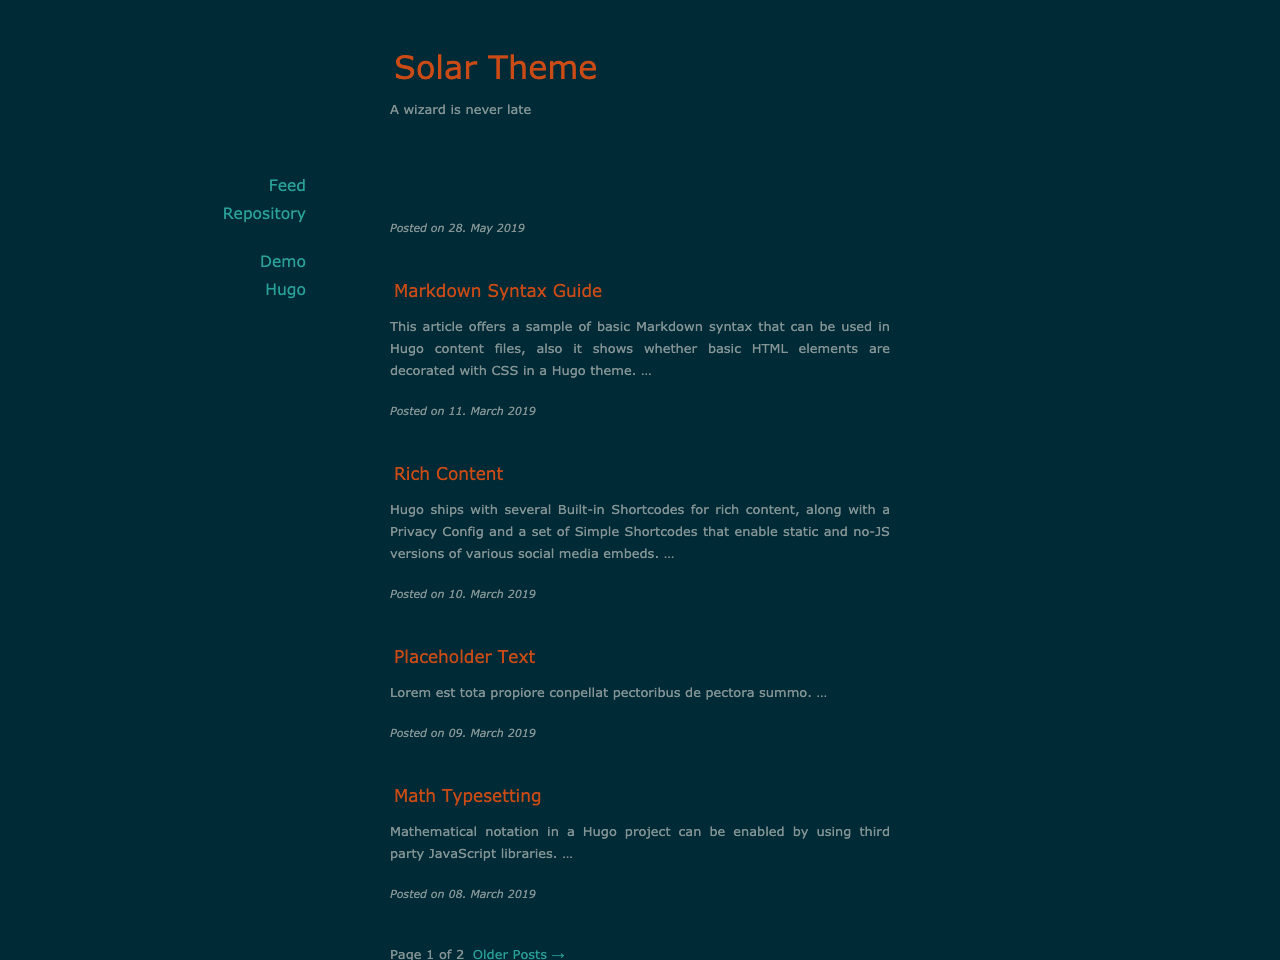 Solar Theme
A wizard is never late
Feed
Repository
Demo
Hugo
Posted on 28. May 2019
Markdown Syntax Guide
This article offers a sample of basic Markdown syntax that can be used in
Hugo content files, also it shows whether basic HTML elements are
decorated with CSS in a Hugo theme. …
Posted on 11. March 2019
Rich Content
Hugo ships with several Built-in Shortcodes for rich content, along with a
Privacy Config and a set of Simple Shortcodes that enable static and no-JS
versions of various social media embeds. …
Posted on 10. March 2019
Placeholder Text
Lorem est tota propiore conpellat pectoribus de pectora summo. …
Posted on 09. March 2019
Math Typesetting
Mathematical notation in a Hugo project can be enabled by using third
party JavaScript libraries. …
Posted on 08. March 2019
Page 1 of 2 Older Posts →